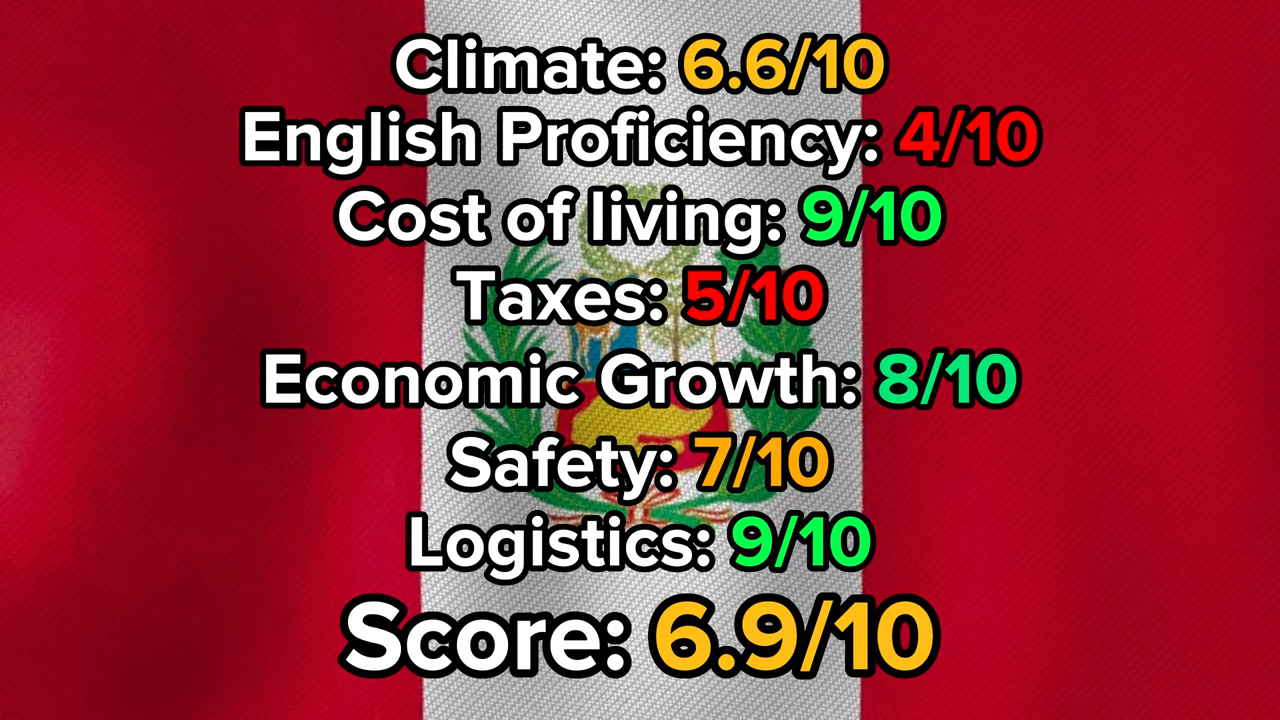 Climate: 6.6/10
English Proficiency: 4/10
Cost of living: 9/10
Taxes: 5/10
Economic Growth: 8/10
Safety: 7/10
Logistics: 9/10
Score: 6.9/10